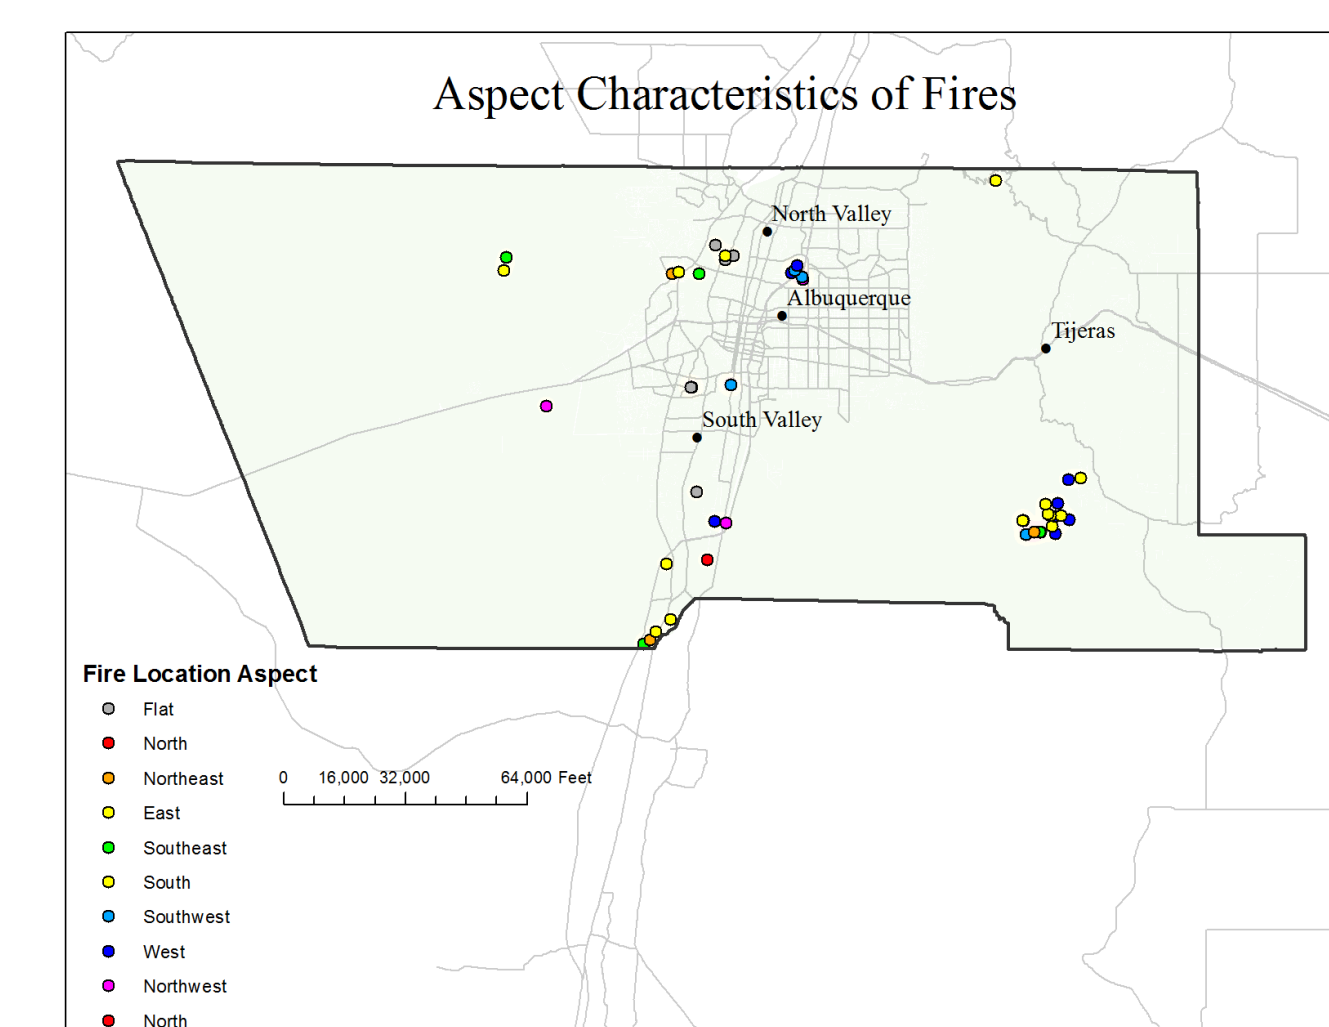 Aspect Characteristics of Fires
North Valley
Albuquerque
Tijeras
South Valley
Fire Location Aspect
Flat
North
Northeast
0 16,000 32,000 64,000 Feet
East
Southeast
South
Southwest
West
Northwest
North